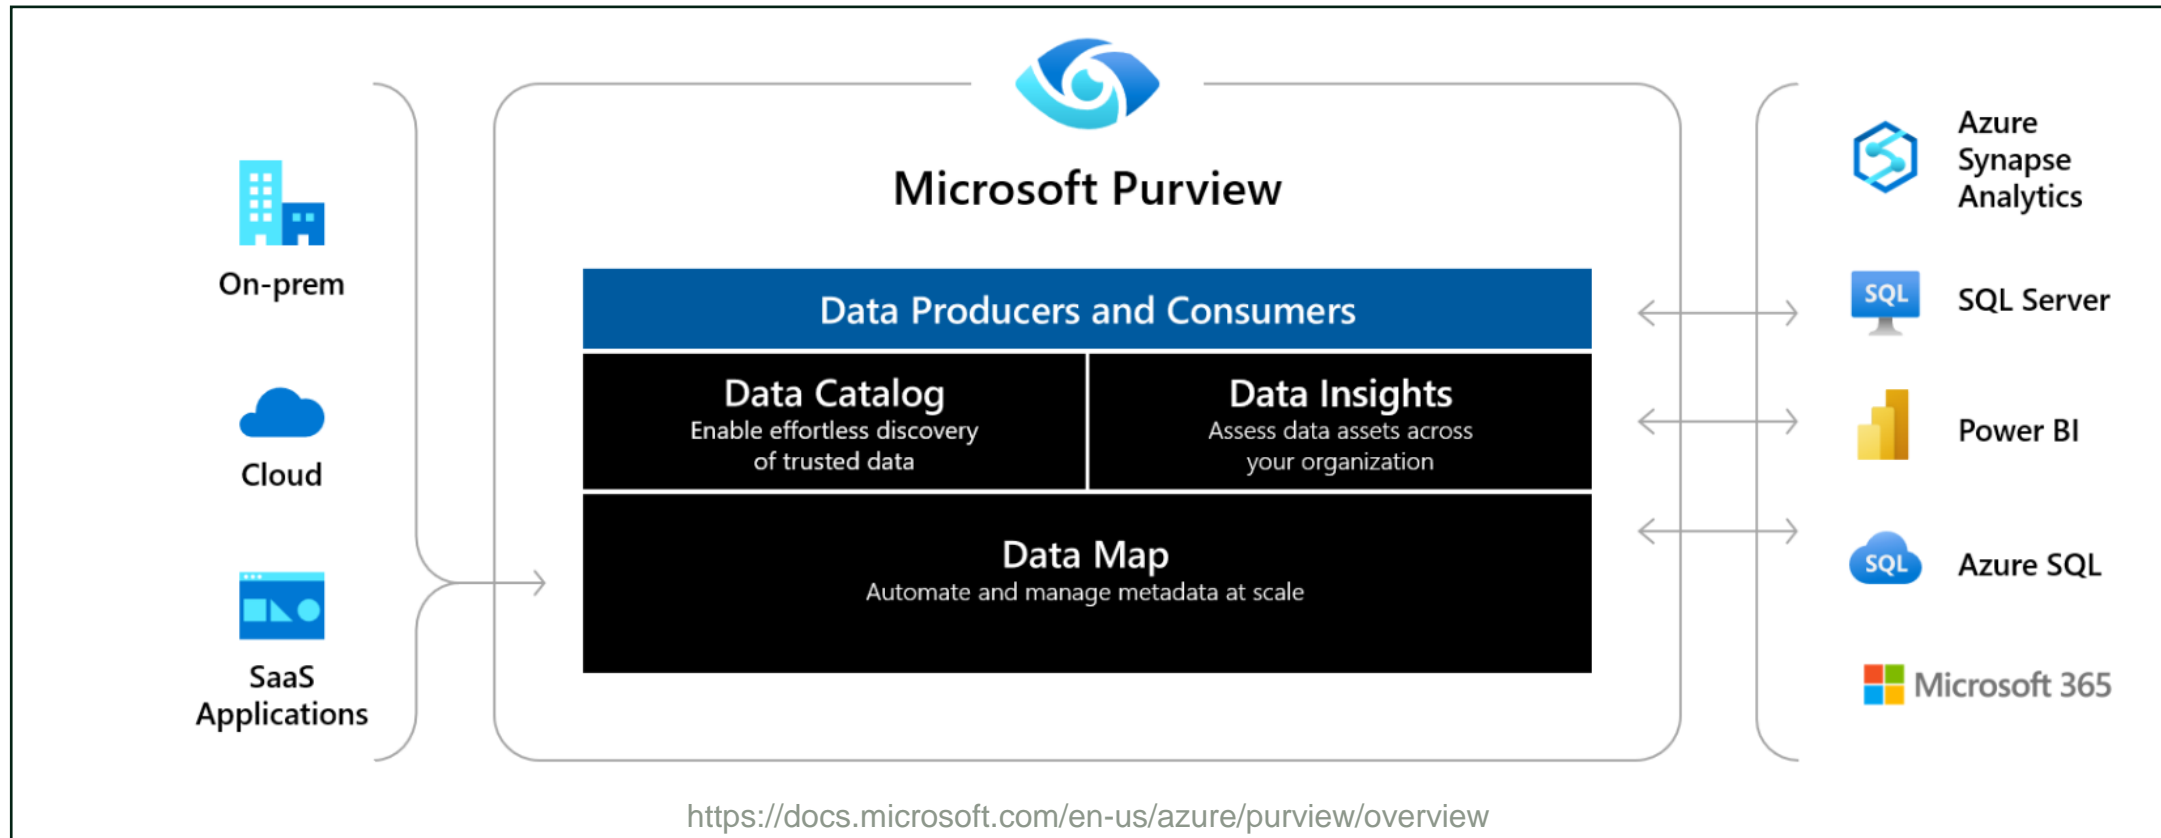 On-prem
Cloud
SaaS
Applications
Microsoft Purview
Data Producers and Consumers
Data Catalog
Enable effortless discovery
of trusted data
Data Insights
Assess data assets across
your organization
Data Map
Automate and manage metadata at scale
Azure
Synapse
Analytics
SQL
SQL Server
Power BI
SQL
Azure SQL
Microsoft 365
https://docs.microsoft.com/en-us/azure/purview/overview